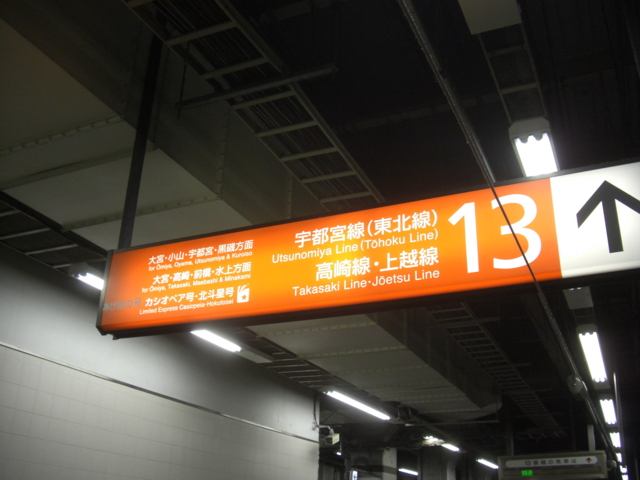 大宮・小山・宇都宮・黒磯方面
for Ōmiya, Oyama, Utsunomiya & Kuroiso
大宮・高崎・前橋・水上方面
for Ōmiya, Takasaki, Maebashi & Minakami
カシオペア号・北斗星号
Limited Express Cassiopeia・Hokutosei
宇都宮線(東北線)
Utsunomiya Line (Tōhoku Line)
高崎線・上越線
Takasaki Line・Jōetsu Line
13